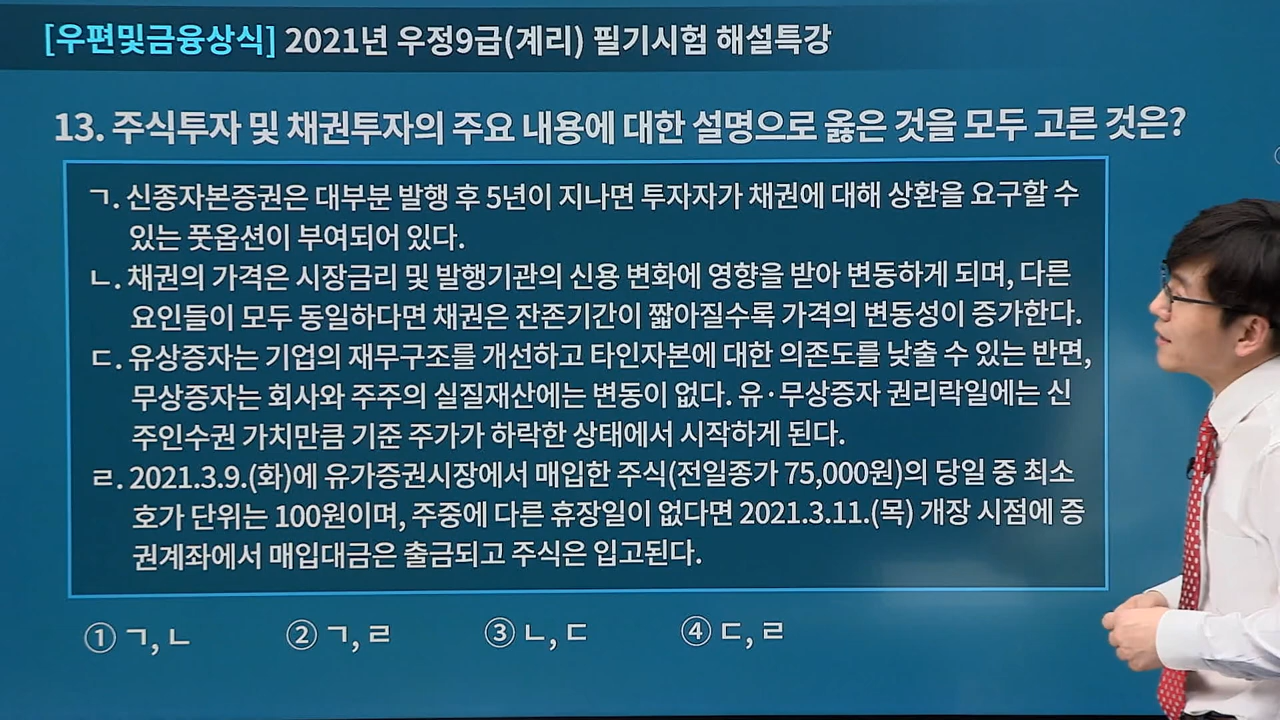 [우편및금융상식] 2021년 우정9급(계리) 필기시험 해설특강
13. 주식투자 및 채권투자의 주요 내용에 대한 설명으로 옳은 것을 모두 고른 것은?
ㄱ. 신종자본증권은 대부분 발행 후 5년이 지나면 투자자가 채권에 대해 상환을 요구할 수
있는 풋옵션이 부여되어 있다.
ㄴ. 채권의 가격은 시장금리 및 발행기관의 신용 변화에 영향을 받아 변동하게 되며, 다른
요인들이 모두 동일하다면 채권은 잔존기간이 짧아질수록 가격의 변동성이 증가한다.
ㄷ. 유상증자는 기업의 재무구조를 개선하고 타인자본에 대한 의존도를 낮출 수 있는 반면,
무상증자는 회사와 주주의 실질재산에는 변동이 없다. 유·무상증자 권리락일에는 신
주인수권 가치만큼 기준 주가가 하락한 상태에서 시작하게 된다.
ㄹ. 2021.3.9.(화)에 유가증권시장에서 매입한 주식(전일종가 75,000원)의 당일 중 최소
호가 단위는 100원이며, 주중에 다른 휴장일이 없다면 2021.3.11.(목) 개장 시점에 증
권계좌에서 매입대금은 출금되고 주식은 입고된다.
① ㄱ, ㄴ ② ㄱ, ㄹ ③ ㄴ, ㄷ ④ ㄷ, ㄹ